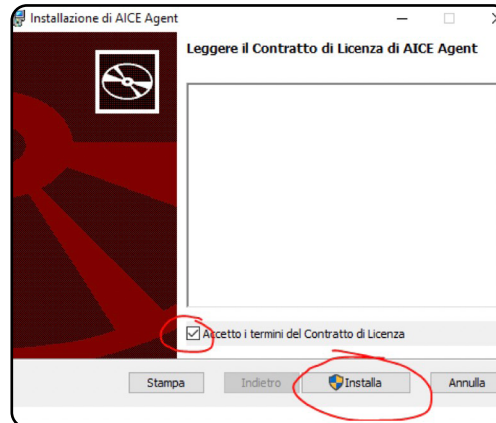 Installazione di AICE Agent
Leggere il Contratto di Licenza di AICE Agent
Accetto i termini del Contratto di Licenza
Stampa
Indietro
Installa
Annulla